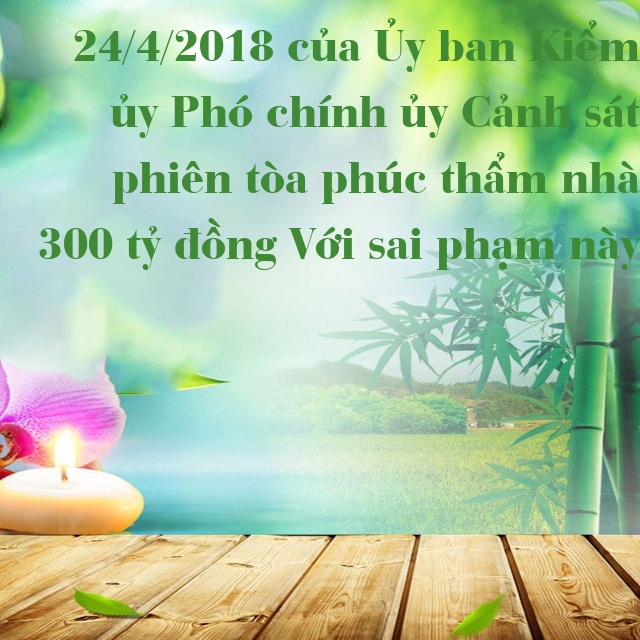 24/4/2018 của Ủy ban Kiểm
ủy Phó chính ủy Cảnh sát
phiên tòa phúc thẩm nhà
300 tỷ đồng Với sai phạm này